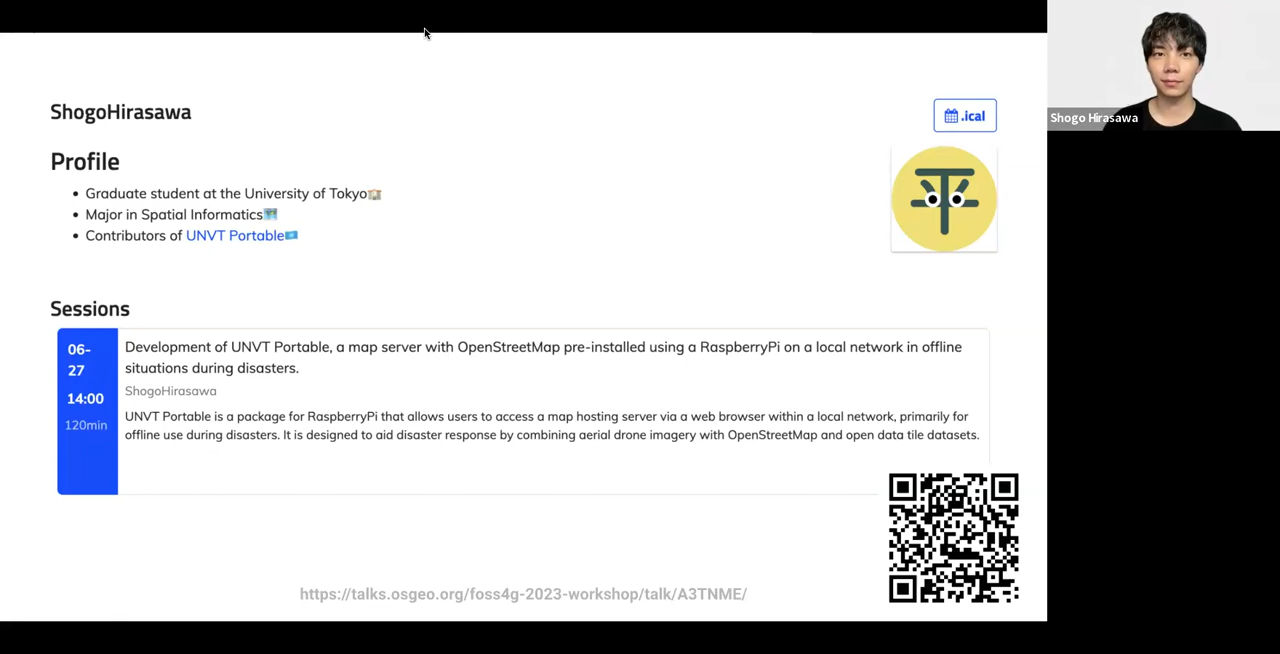 ShogoHirasawa
.ical
Profile
Graduate student at the University of Tokyo
Major in Spatial Informatics
Contributors of UNVT Portable
平
Sessions
06-
27
14:00
120min
Development of UNVT Portable, a map server with OpenStreetMap pre-installed using a RaspberryPi on a local network in offline
situations during disasters.
ShogoHirasawa
UNVT Portable is a package for RaspberryPi that allows users to access a map hosting server via a web browser within a local network, primarily for
offline use during disasters. It is designed to aid disaster response by combining aerial drone imagery with OpenStreetMap and open data tile datasets.
https://talks.osgeo.org/foss4g-2023-workshop/talk/A3TNME/
Shogo Hirasawa